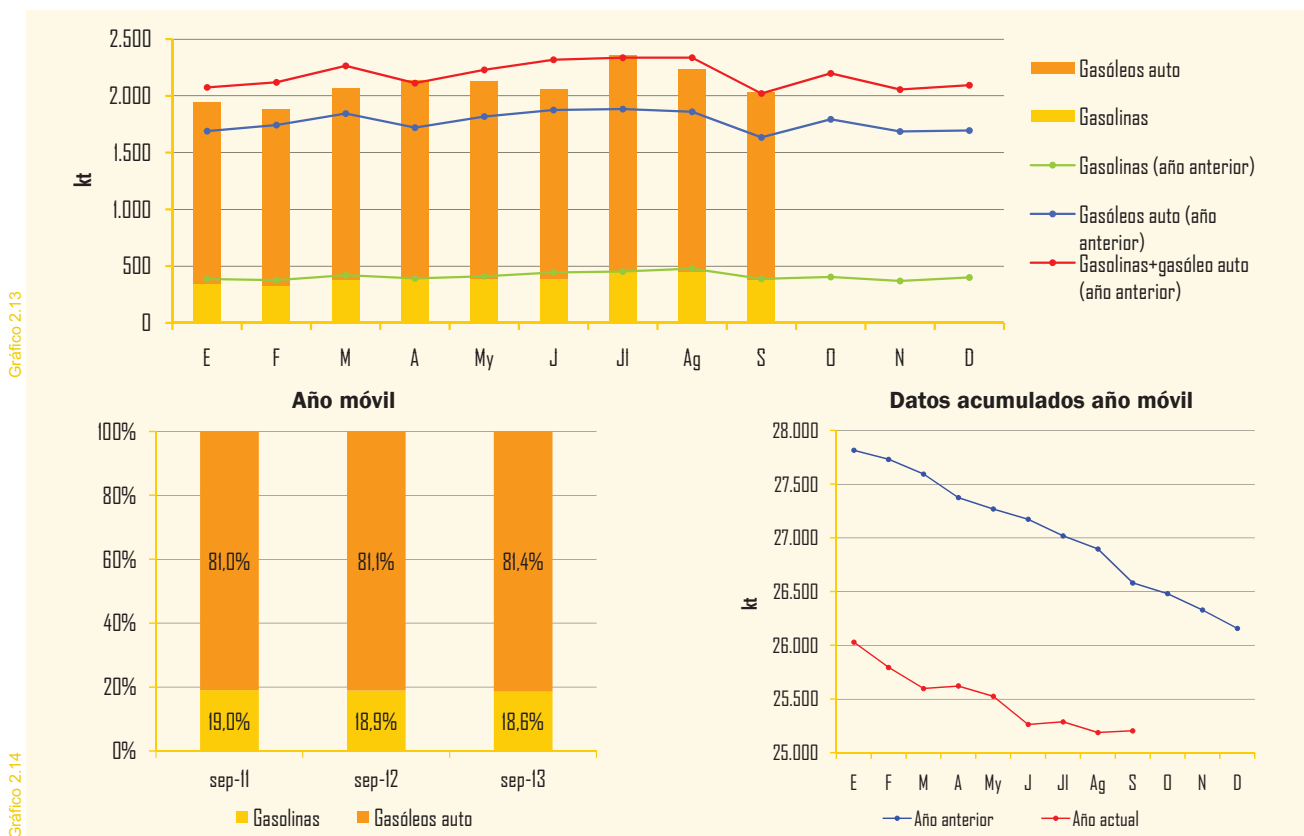 Gráfico 2.13
2.500
2.000
1.500
1.000
500
0
kt
E F M A My J Jl Ag S O N D
Gasóleos auto
Gasolinas
Gasolinas (año anterior)
Gasóleos auto (año
anterior)
Gasolinas+gasóleo auto
(año anterior)
Gráfico 2.14
Año móvil
100%
80%
60%
40%
20%
0%
81,0% 81,1% 81,4%
19,0% 18,9% 18,6%
sep-11 sep-12 sep-13
Gasolinas Gasóleos auto
Datos acumulados año móvil
28.000
27.500
27.000
26.500
26.000
25.500
25.000
kt
E F M A My J Jl Ag S O N D
Año anterior Año actual